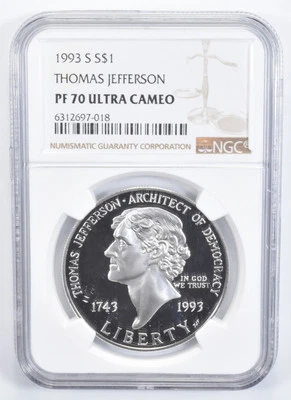 1993 S S$1
THOMAS JEFFERSON
PF 70 ULTRA CAMEO
6312697-018
NUMISMATIC GUARANTY CORPORATION
NGC
"THOMAS JEFFERSON · ARCHITECT OF DEMOCRACY"
IN GOD
WE TRUST
1743 1993
LIBERTY